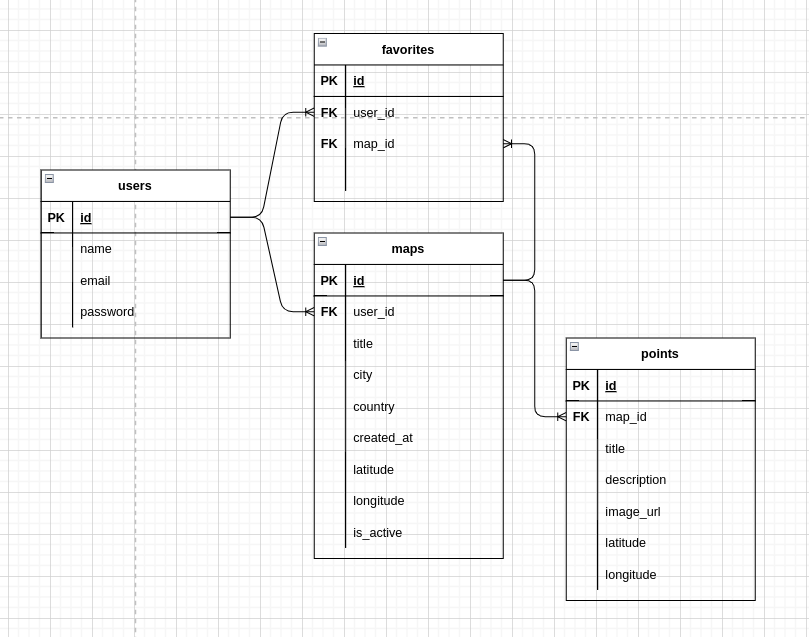 favorites
PK id
FK user_id
FK map_id
users
PK id
name
email
password
maps
PK id
FK user_id
title
city
country
created_at
latitude
longitude
is_active
points
PK id
FK map_id
title
description
image_url
latitude
longitude